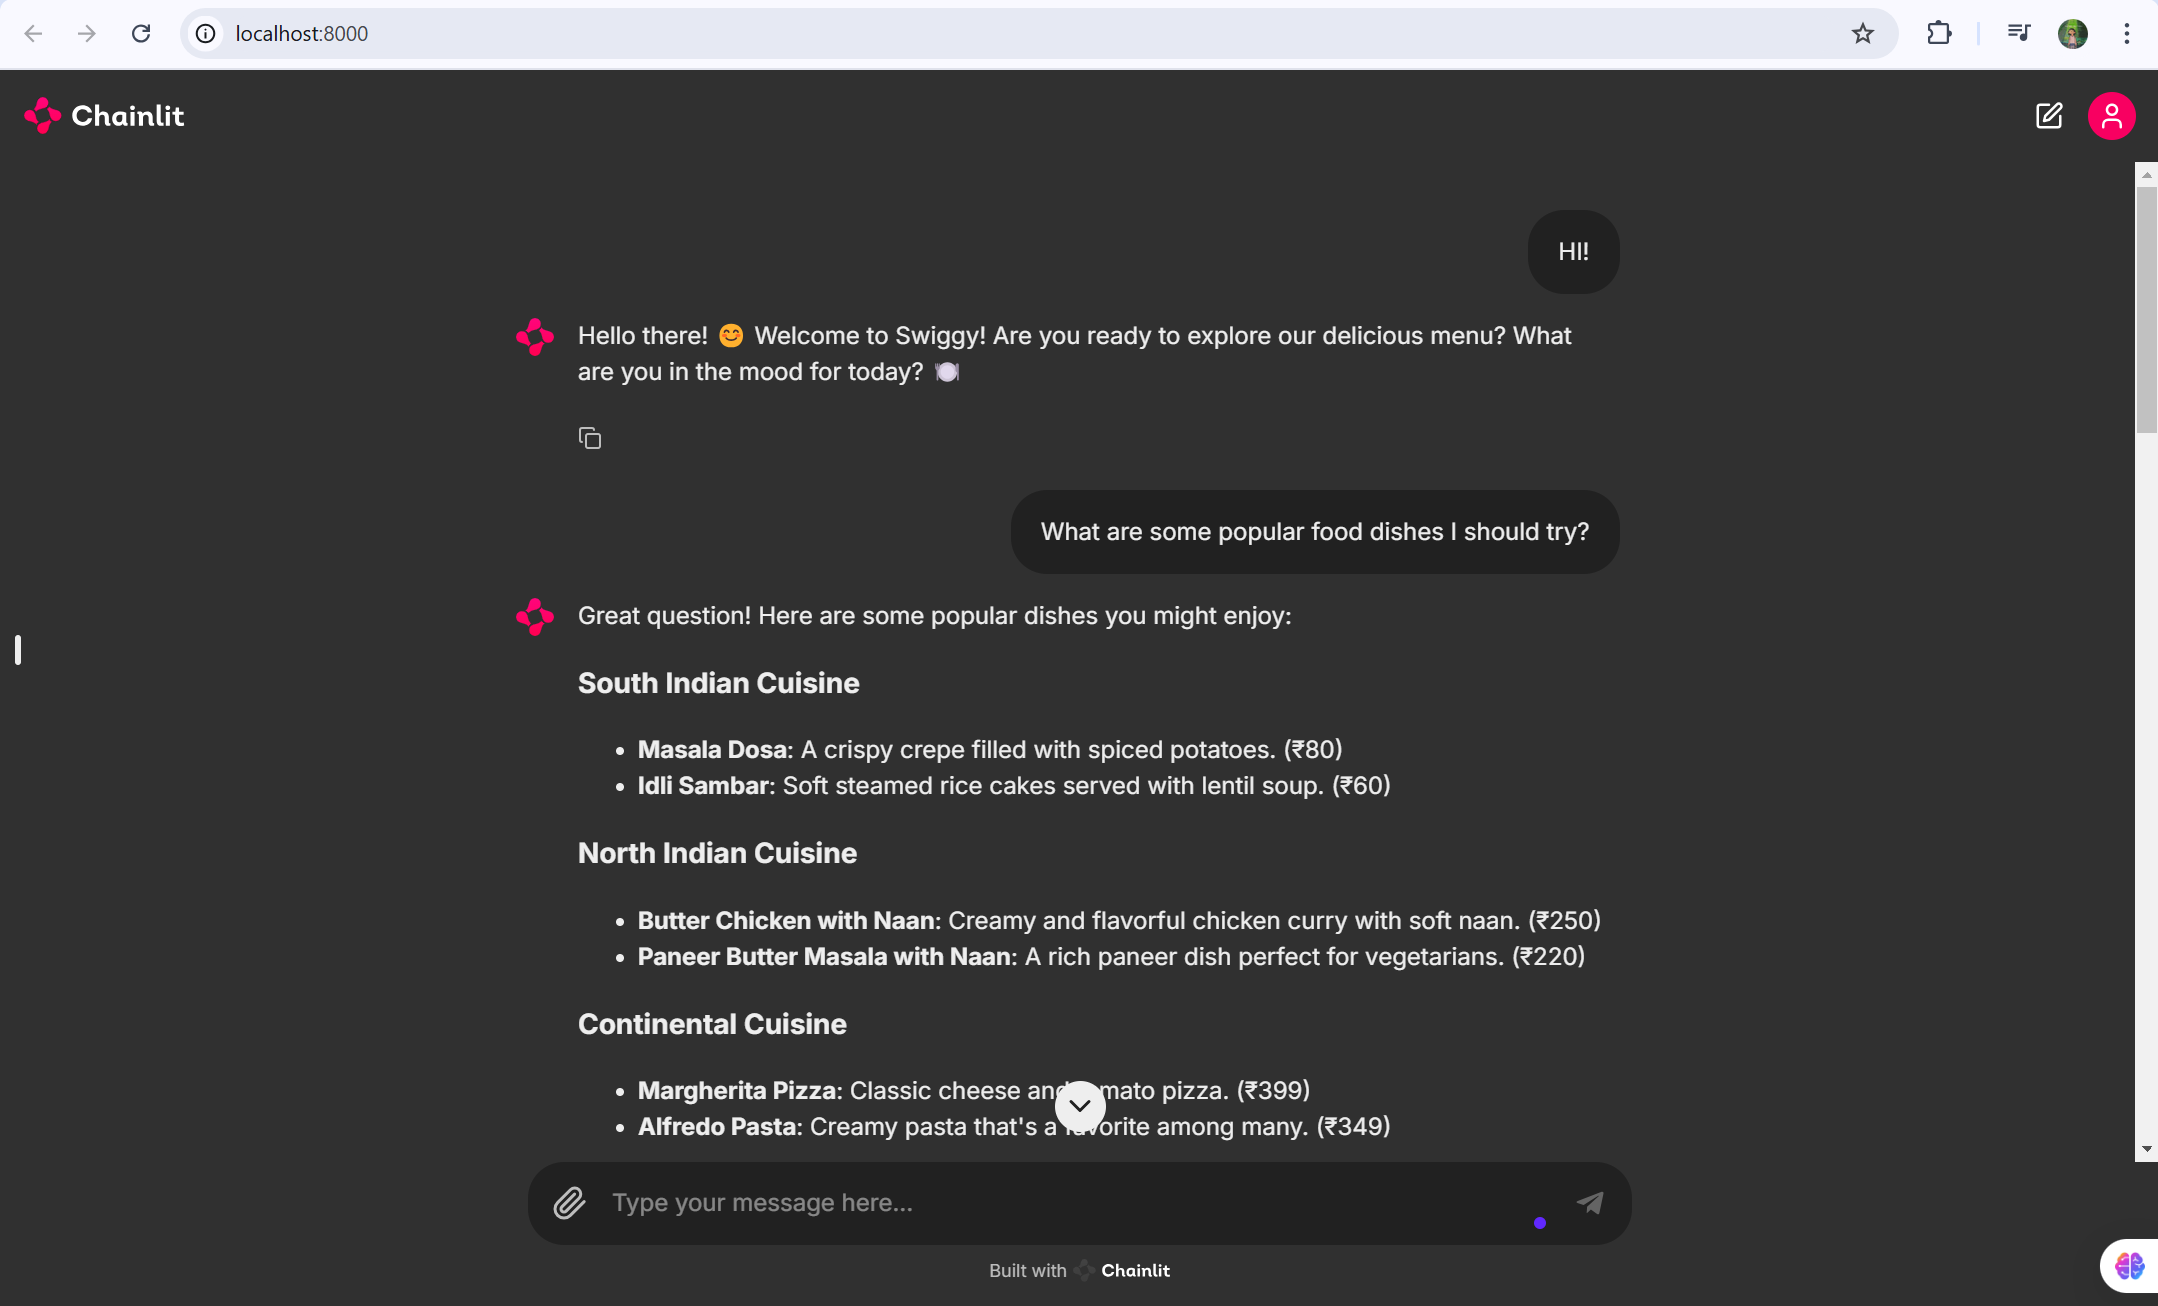 localhost:8000
Chainlit
HI!
Hello there! 😊 Welcome to Swiggy! Are you ready to explore our delicious menu? What
are you in the mood for today? 🍽️
What are some popular food dishes I should try?
Great question! Here are some popular dishes you might enjoy:
South Indian Cuisine
• Masala Dosa: A crispy crepe filled with spiced potatoes. (₹80)
• Idli Sambar: Soft steamed rice cakes served with lentil soup. (₹60)
North Indian Cuisine
• Butter Chicken with Naan: Creamy and flavorful chicken curry with soft naan. (₹250)
• Paneer Butter Masala with Naan: A rich paneer dish perfect for vegetarians. (₹220)
Continental Cuisine
• Margherita Pizza: Classic cheese and mato pizza. (₹399)
• Alfredo Pasta: Creamy pasta that's a favorite among many. (₹349)
Type your message here...
Built with Chainlit